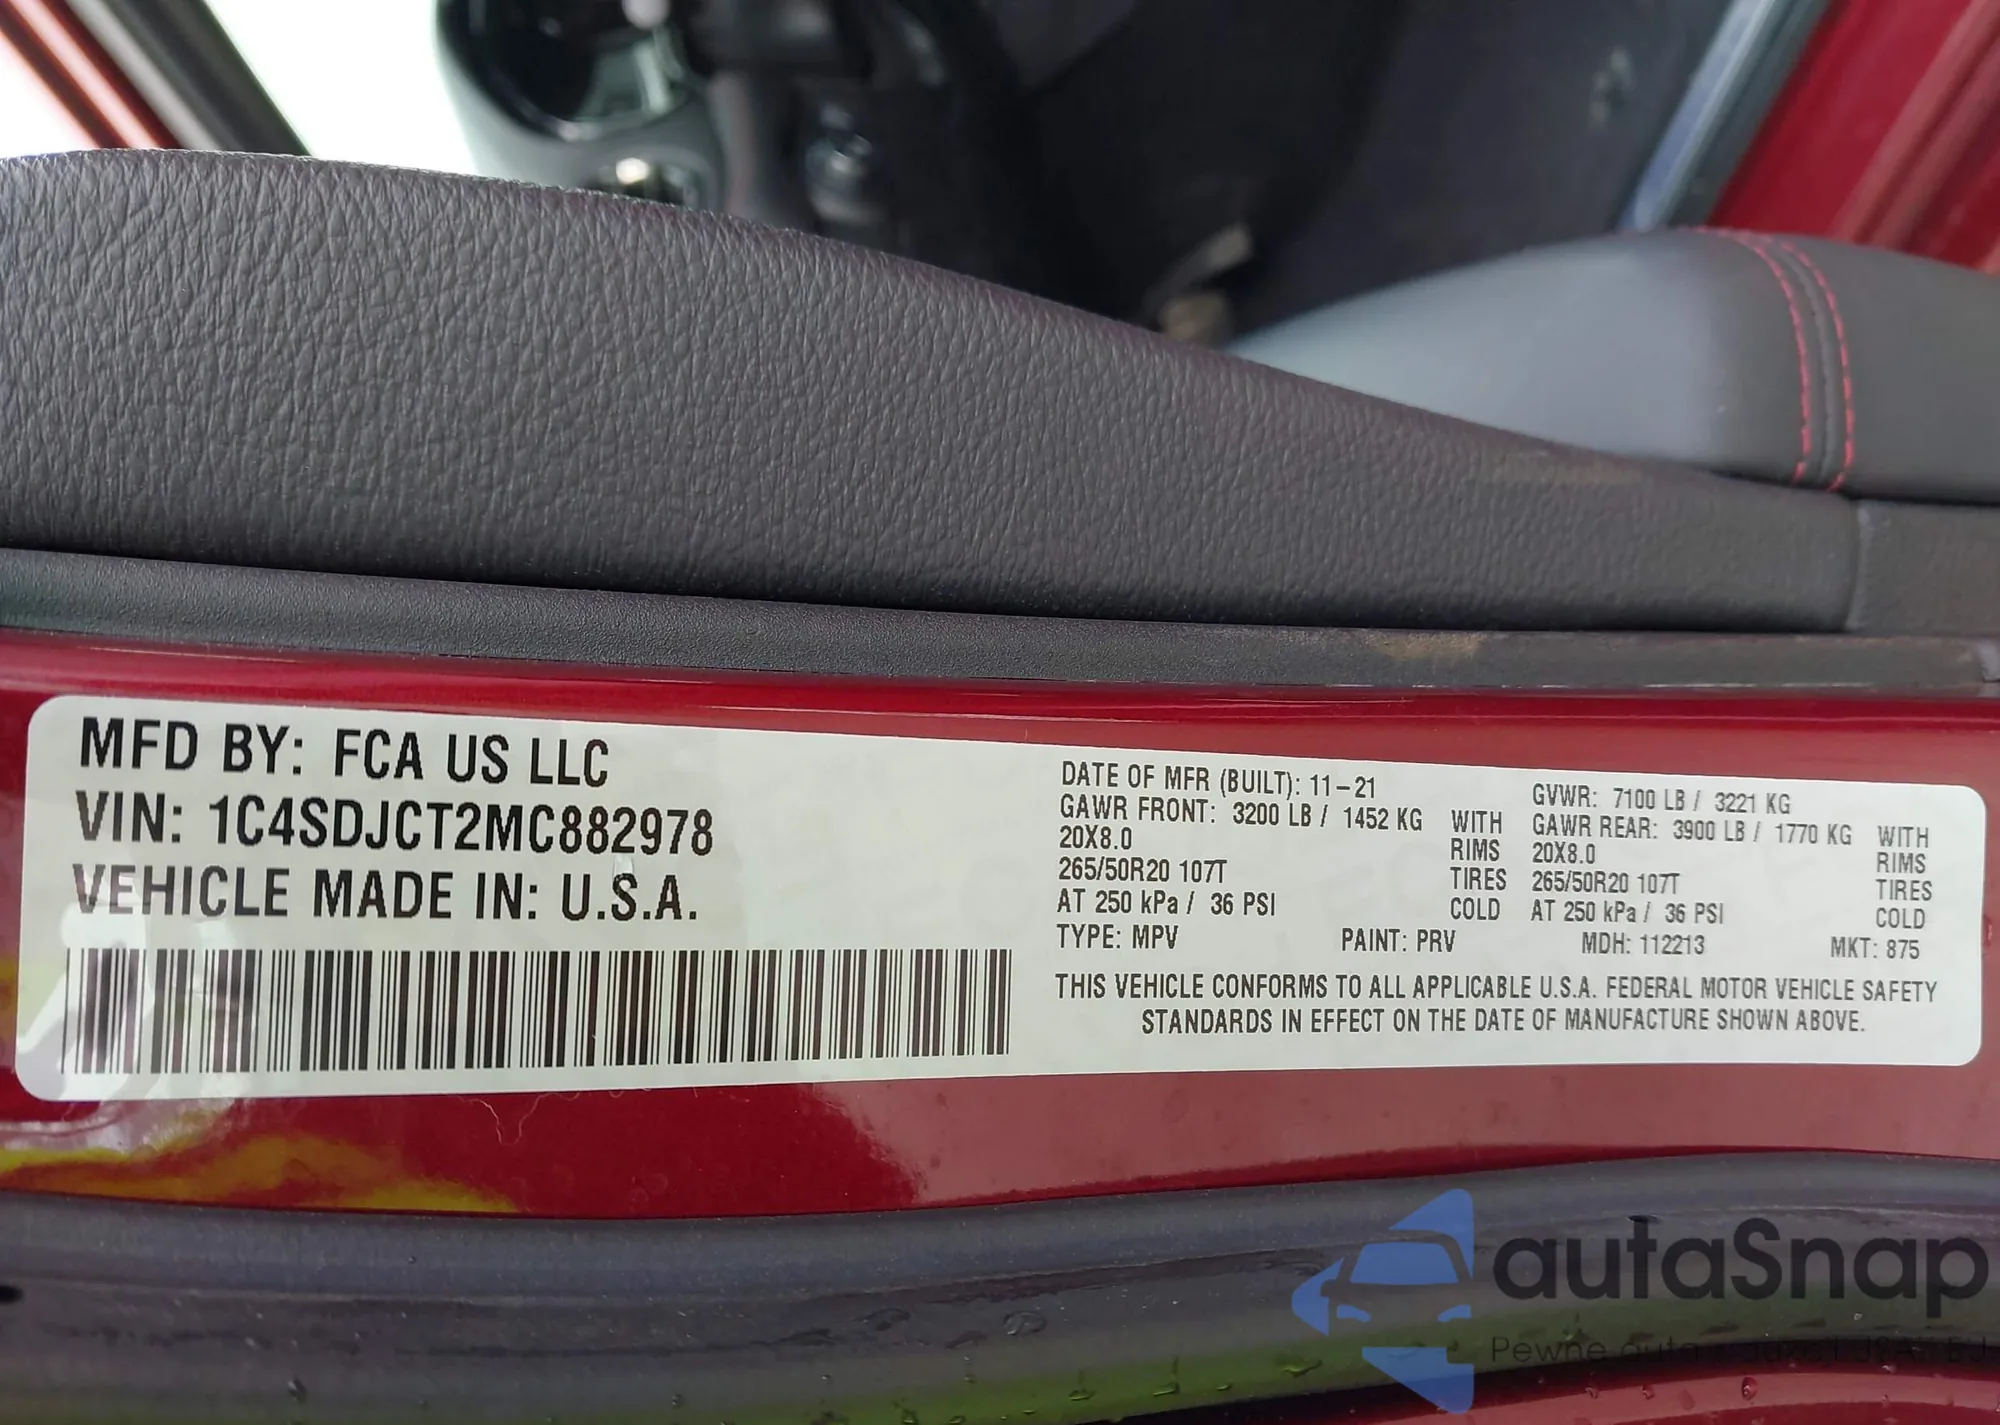 MFD BY: FCA US LLC
VIN: 1C4SDJCT2MC882978
VEHICLE MADE IN: U.S.A.
DATE OF MFR (BUILT): 11-21
GAWR FRONT: 3200 LB / 1452 KG WITH
20X8.0 RIMS
265/50R20 107T TIRES
AT 250 kPa / 36 PSI COLD
GVWR: 7100 LB / 3221 KG
GAWR REAR: 3900 LB / 1770 KG WITH
20X8.0 RIMS
265/50R20 107T TIRES
AT 250 kPa / 36 PSI COLD
TYPE: MPV PAINT: PRV MDH: 112213 MKT: 875
THIS VEHICLE CONFORMS TO ALL APPLICABLE U.S.A. FEDERAL MOTOR VEHICLE SAFETY
STANDARDS IN EFFECT ON THE DATE OF MANUFACTURE SHOWN ABOVE.
autaSnap
Pewne auta